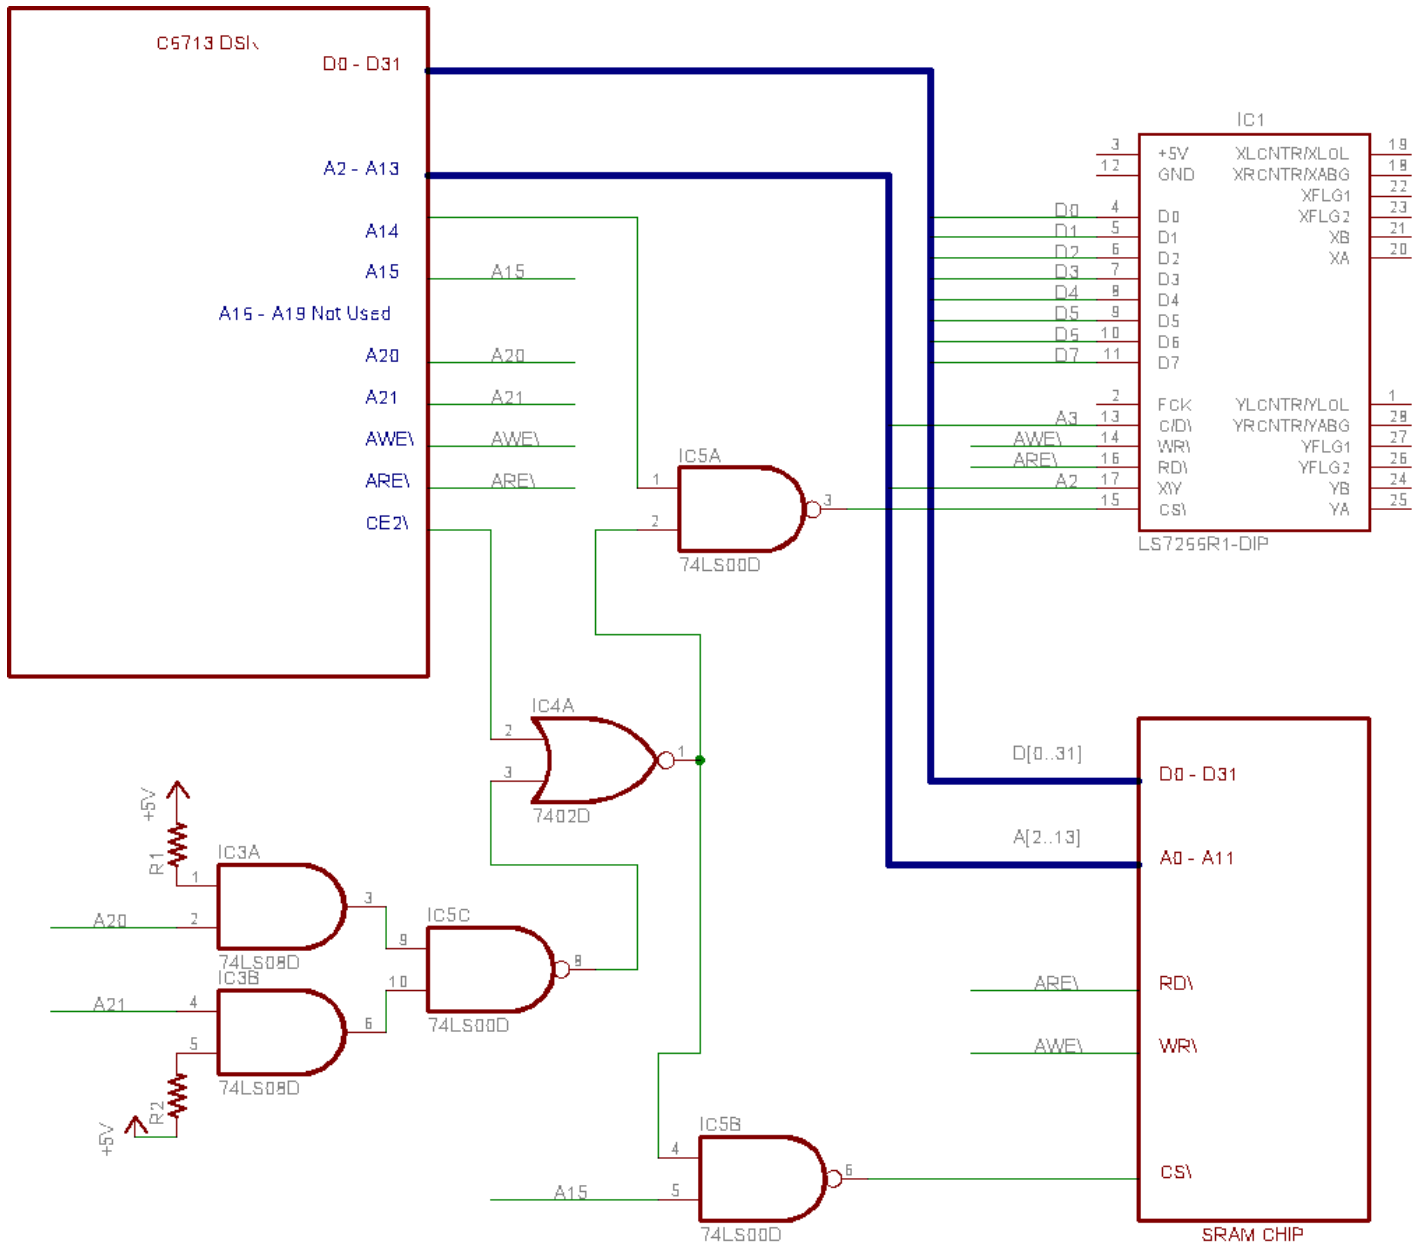 C6713 DSK
D0 - D31
A2 - A13
A14
A15
A15
A16 - A19 Not Used
A20
A20
A21
A21
AWE\
AWE\
ARE\
ARE\
CE2\
IC1
3
+5V
XLCNTR/XLOL
19
12
GND
XRCNTR/XABG
18
XFLG1
22
D0
4
D0
XFLG2
23
D1
5
D1
XB
21
D2
6
D2
XA
20
D3
7
D3
D4
8
D4
D5
9
D5
D6
10
D6
D7
11
D7
2
FCK
YLCNTR/YLOL
1
A3
13
C/D\
YRCNTR/YABG
28
AWE\
14
WR\
YFLG1
27
ARE\
16
RD\
YFLG2
26
A2
17
X\Y
YB
24
15
CS\
YA
25
LS7266R1-DIP
IC5A
1
2
3
74LS00D
IC4A
2
3
1
7402D
+5V
R1
IC3A
1
A20
2
3
74LS08D
IC3B
A21
4
5
6
74LS08D
R2
+5V
IC5C
9
10
8
74LS00D
IC5B
4
A15
5
6
74LS00D
D[0..31]
D0 - D31
A[2..13]
A0 - A11
ARE\
RD\
AWE\
WR\
CS\
SRAM CHIP